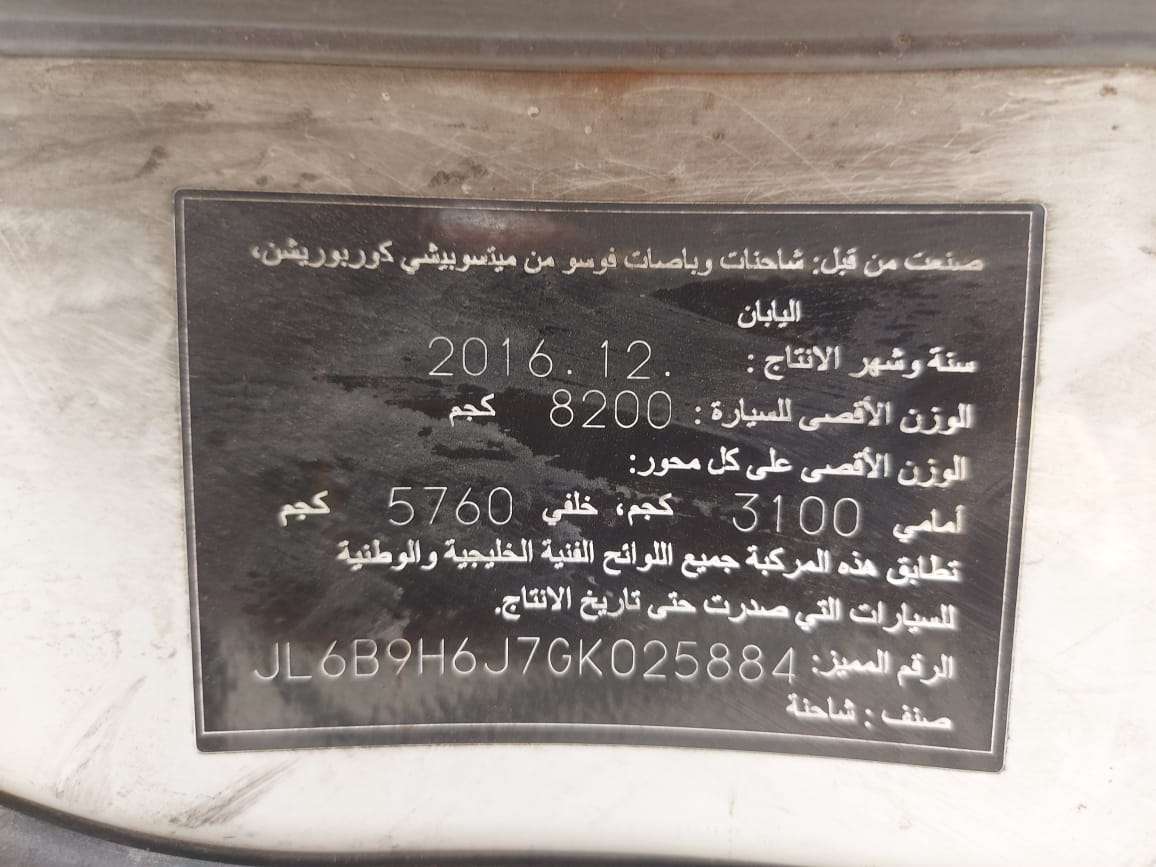 صنعت من قبل: شاحنات وباصات فوسو من ميتسوبيشي كوربوريشن،
اليابان
سنة وشهر الانتاج : 2016.12.
الوزن الأقصى للسيارة : 8200 كجم
الوزن الأقصى على كل محور:
أمامي 3100 كجم، خلفي 5760 كجم
تطابق هذه المركبة جميع اللوائح الفنية الخليجية والوطنية
للسيارات التي صدرت حتى تاريخ الانتاج.
الرقم المميز: JL6B9H6J7GK025884
صنف : شاحنة